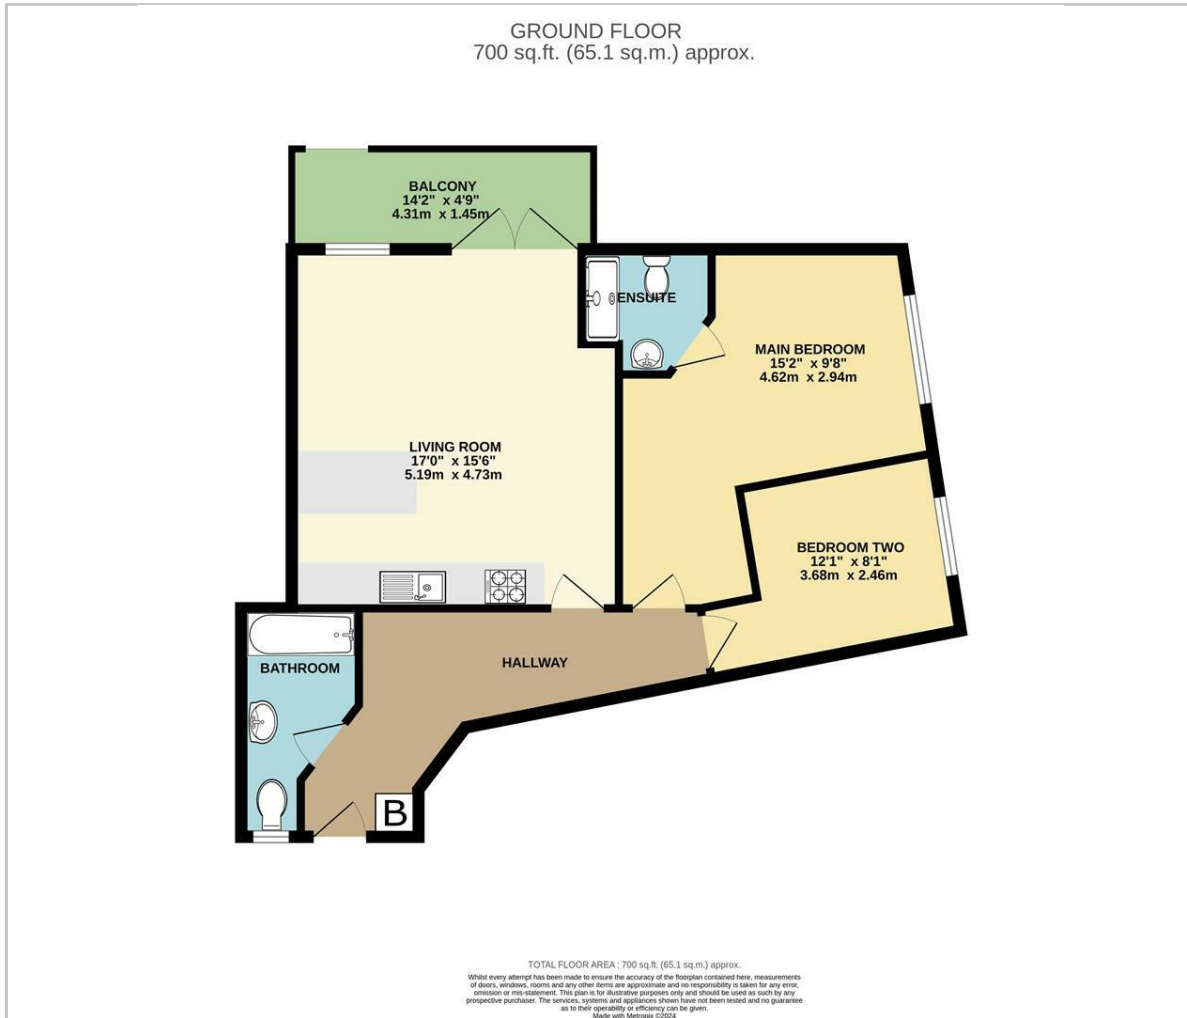 GROUND FLOOR
700 sq.ft. (65.1 sq.m.) approx.
BALCONY
14'2" x 4'9"
4.31m x 1.45m
ENSUITE
MAIN BEDROOM
15'2" x 9'8"
4.62m x 2.94m
LIVING ROOM
17'0" x 15'6"
5.19m x 4.73m
BEDROOM TWO
12'1" x 8'1"
3.68m x 2.46m
HALLWAY
BATHROOM
B
TOTAL FLOOR AREA : 700 sq.ft. (65.1 sq.m.) approx.
Whilst every attempt has been made to ensure the accuracy of the floorplan contained here, measurements
of doors, windows, rooms and any other items are approximate and no responsibility is taken for any error,
omission or mis-statement. This plan is for illustrative purposes only and should be used as such by any
prospective purchaser. The services, systems and appliances shown have not been tested and no guarantee
as to their operability or efficiency can be given.
Made with Metropix ©2024